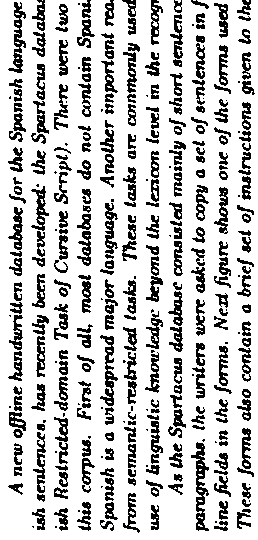 A new offline handwritten database for the Spanish language
ish sentences, has recently been developed: the Spartacus databas
ish Restricted-domain Task of Cursive Script). There were two
this corpus. First of all, most databases do not contain Spani
Spanish is a widespread major language. Another important rea
from semantic-restricted tasks. These tasks are commonly used
use of linguistic knowledge beyond the lexicon level in the recogn
As the Spartacus database consisted mainly of short sentence
paragraphs, the writers were asked to copy a set of sentences in f
line fields in the forms. Next figure shows one of the forms used
These forms also contain a brief set of instructions given to the